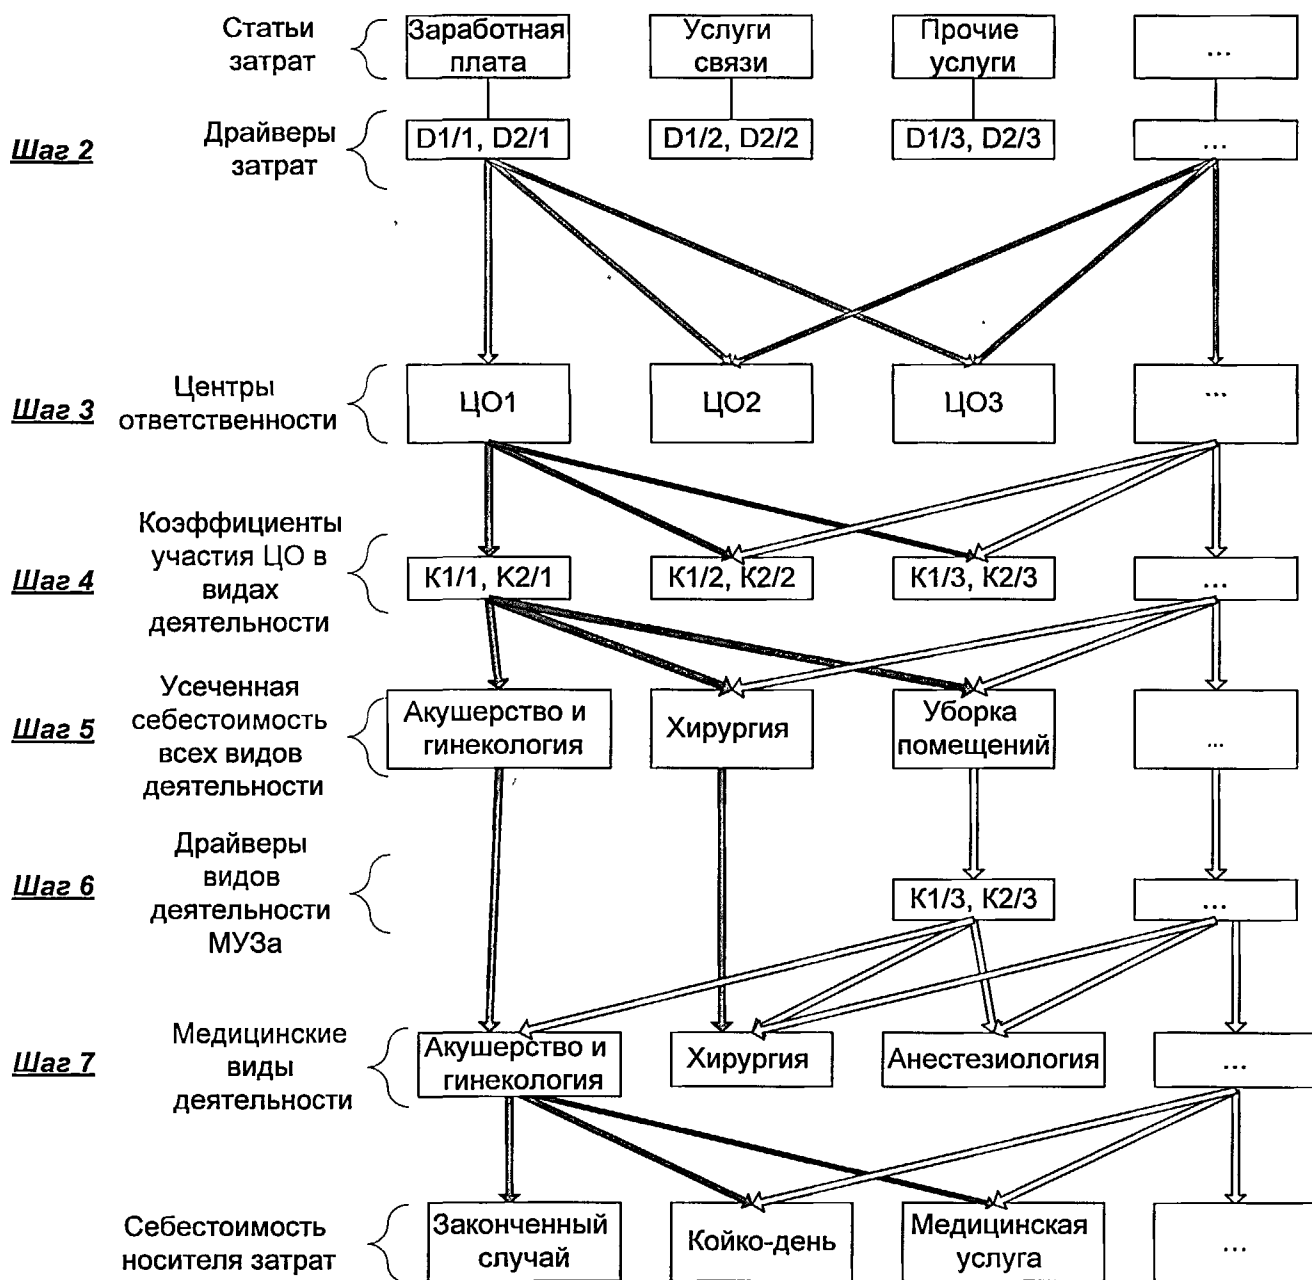 Статьи
затрат
Заработная
плата
Услуги
связи
Прочие
услуги
...
Шаг 2
Драйверы
затрат
D1/1, D2/1
D1/2, D2/2
D1/3, D2/3
...
Шаг 3
Центры
ответственности
ЦО1
ЦО2
ЦО3
...
Шаг 4
Коэффициенты
участия ЦО в
видах
деятельности
К1/1, К2/1
К1/2, К2/2
К1/3, К2/3
...
Шаг 5
Усеченная
себестоимость
всех видов
деятельности
Акушерство и
гинекология
Хирургия
Уборка
помещений
...
Шаг 6
Драйверы
видов
деятельности
МУЗа
К1/3, К2/3
...
Шаг 7
Медицинские
виды
деятельности
Акушерство и
гинекология
Хирургия
Анестезиология
...
Себестоимость
носителя затрат
Законченный
случай
Койко-день
Медицинская
услуга
...